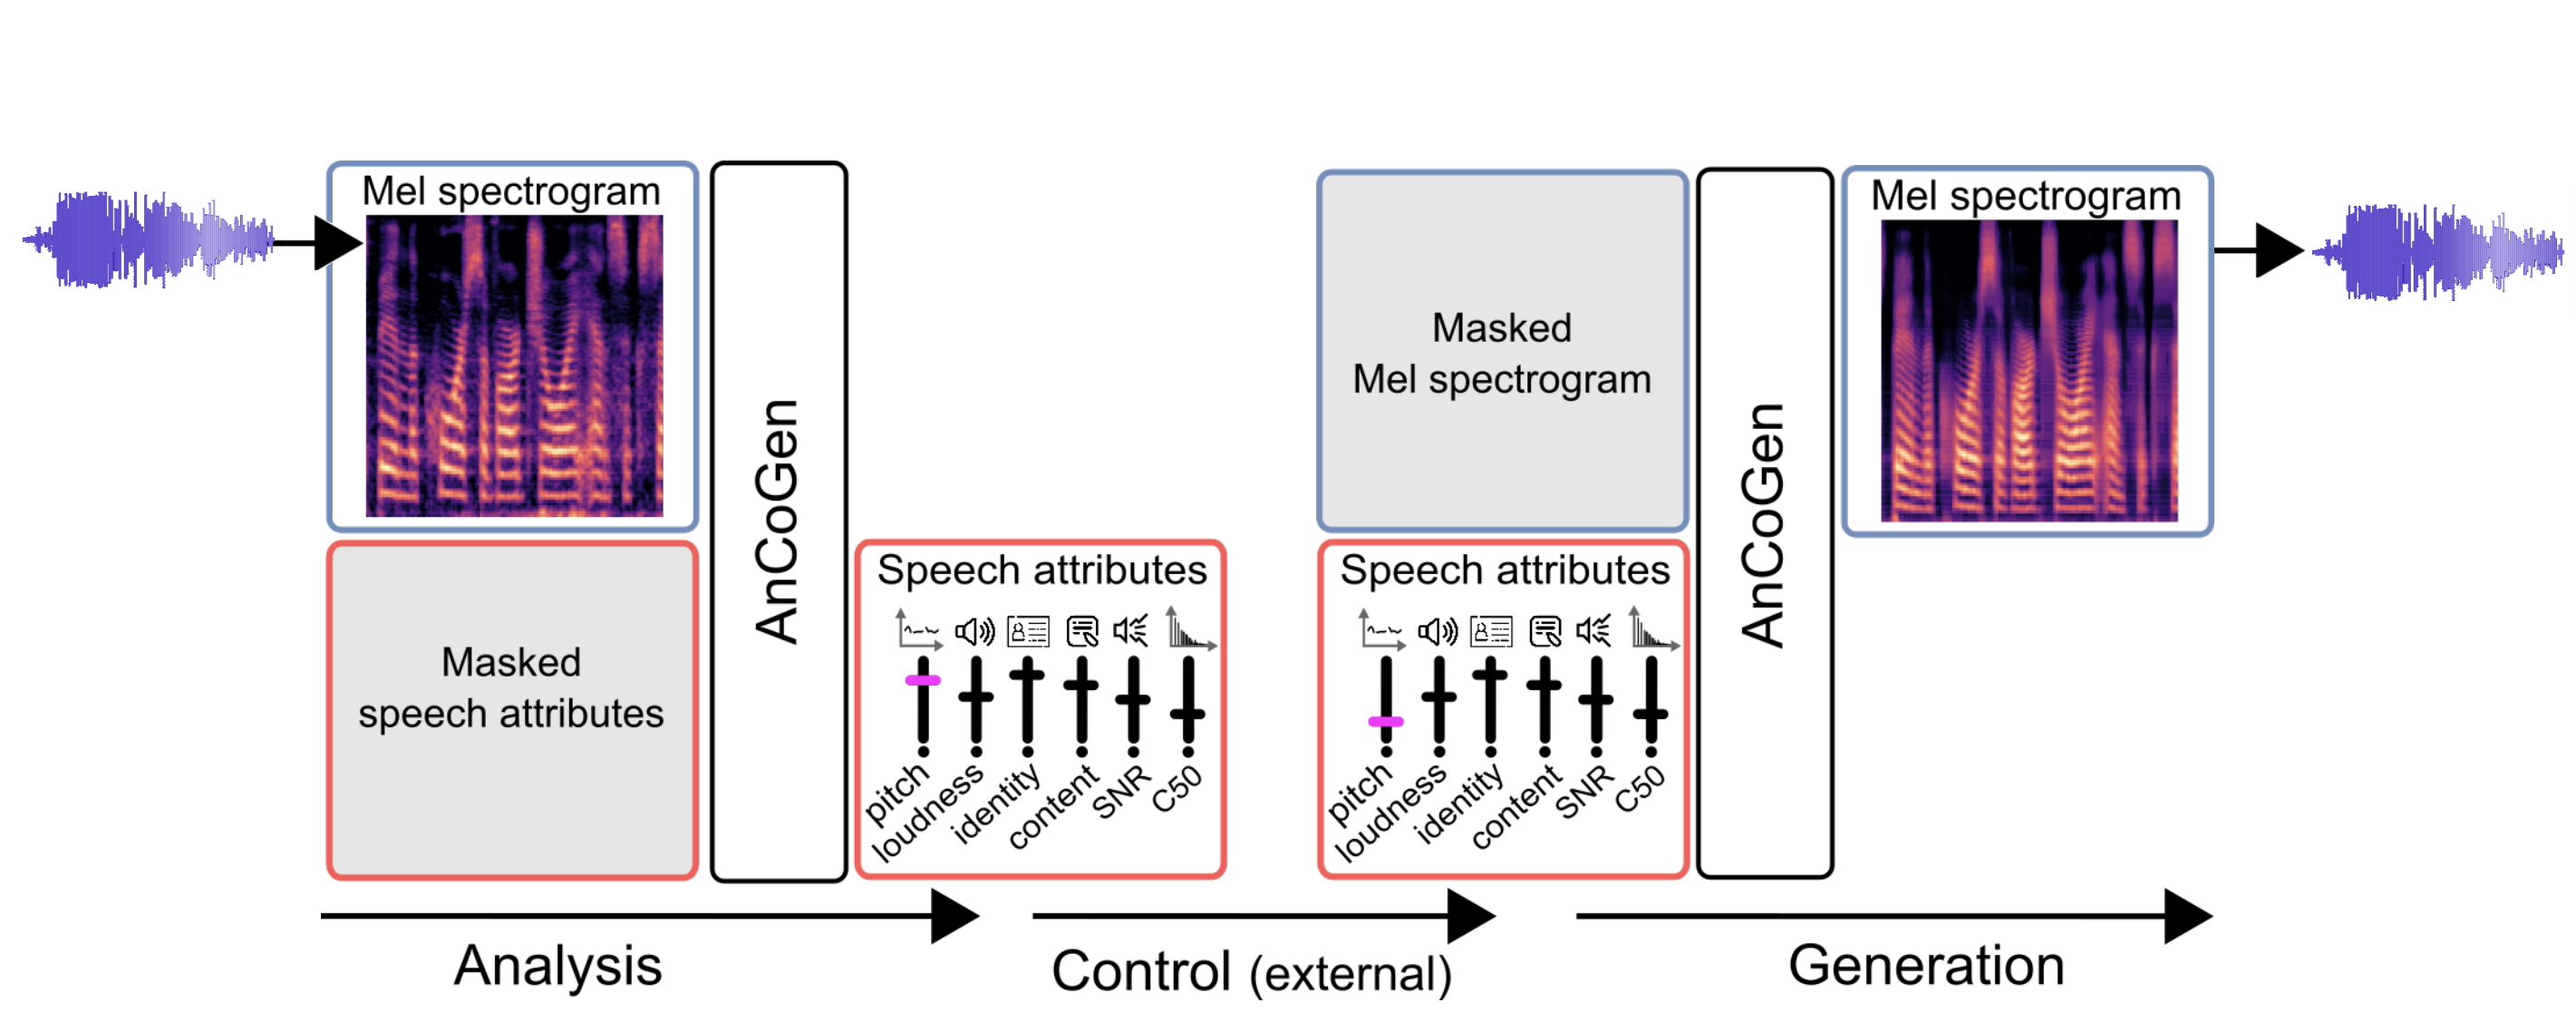 Mel spectrogram
Masked
speech attributes
AnCoGen
Speech attributes
pitch
loudness
identity
content
SNR
C50
Masked
Mel spectrogram
Speech attributes
pitch
loudness
identity
content
SNR
C50
AnCoGen
Mel spectrogram
Analysis
Control (external)
Generation